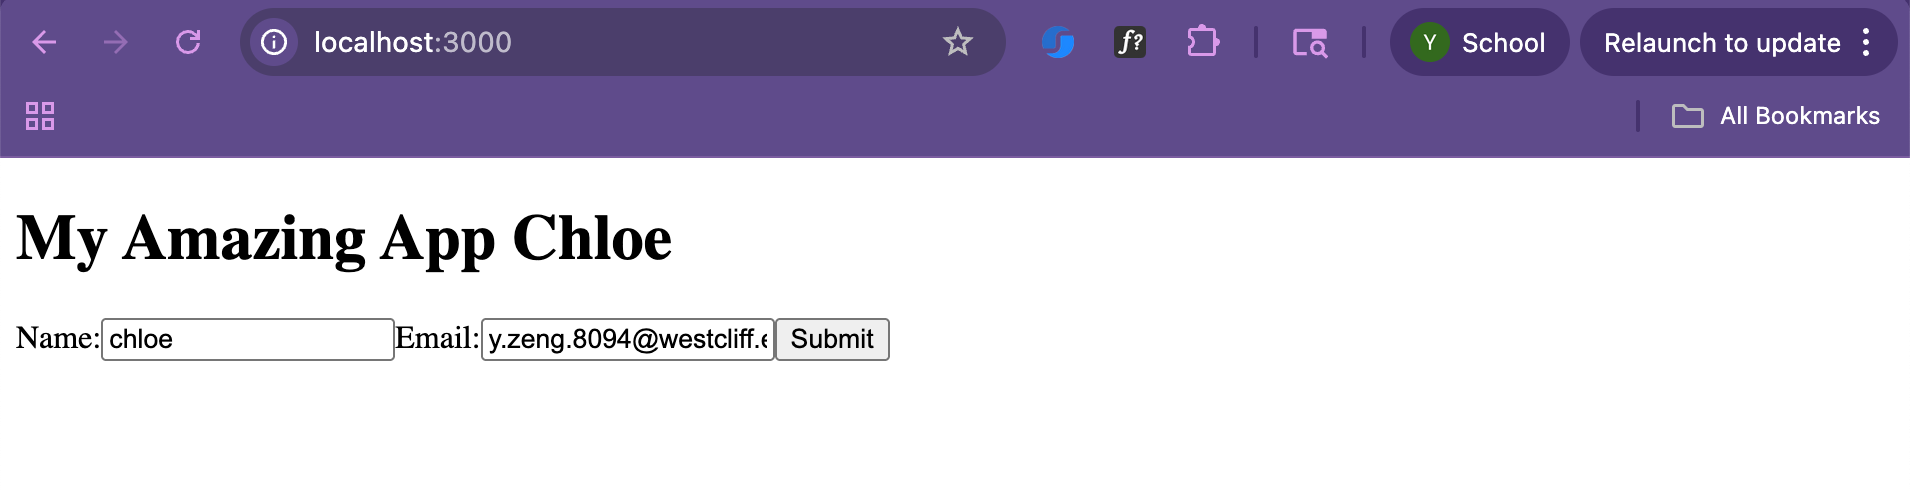 localhost:3000
f?
Y School
Relaunch to update
All Bookmarks
My Amazing App Chloe
Name: chloe Email: y.zeng.8094@westcliff.e Submit